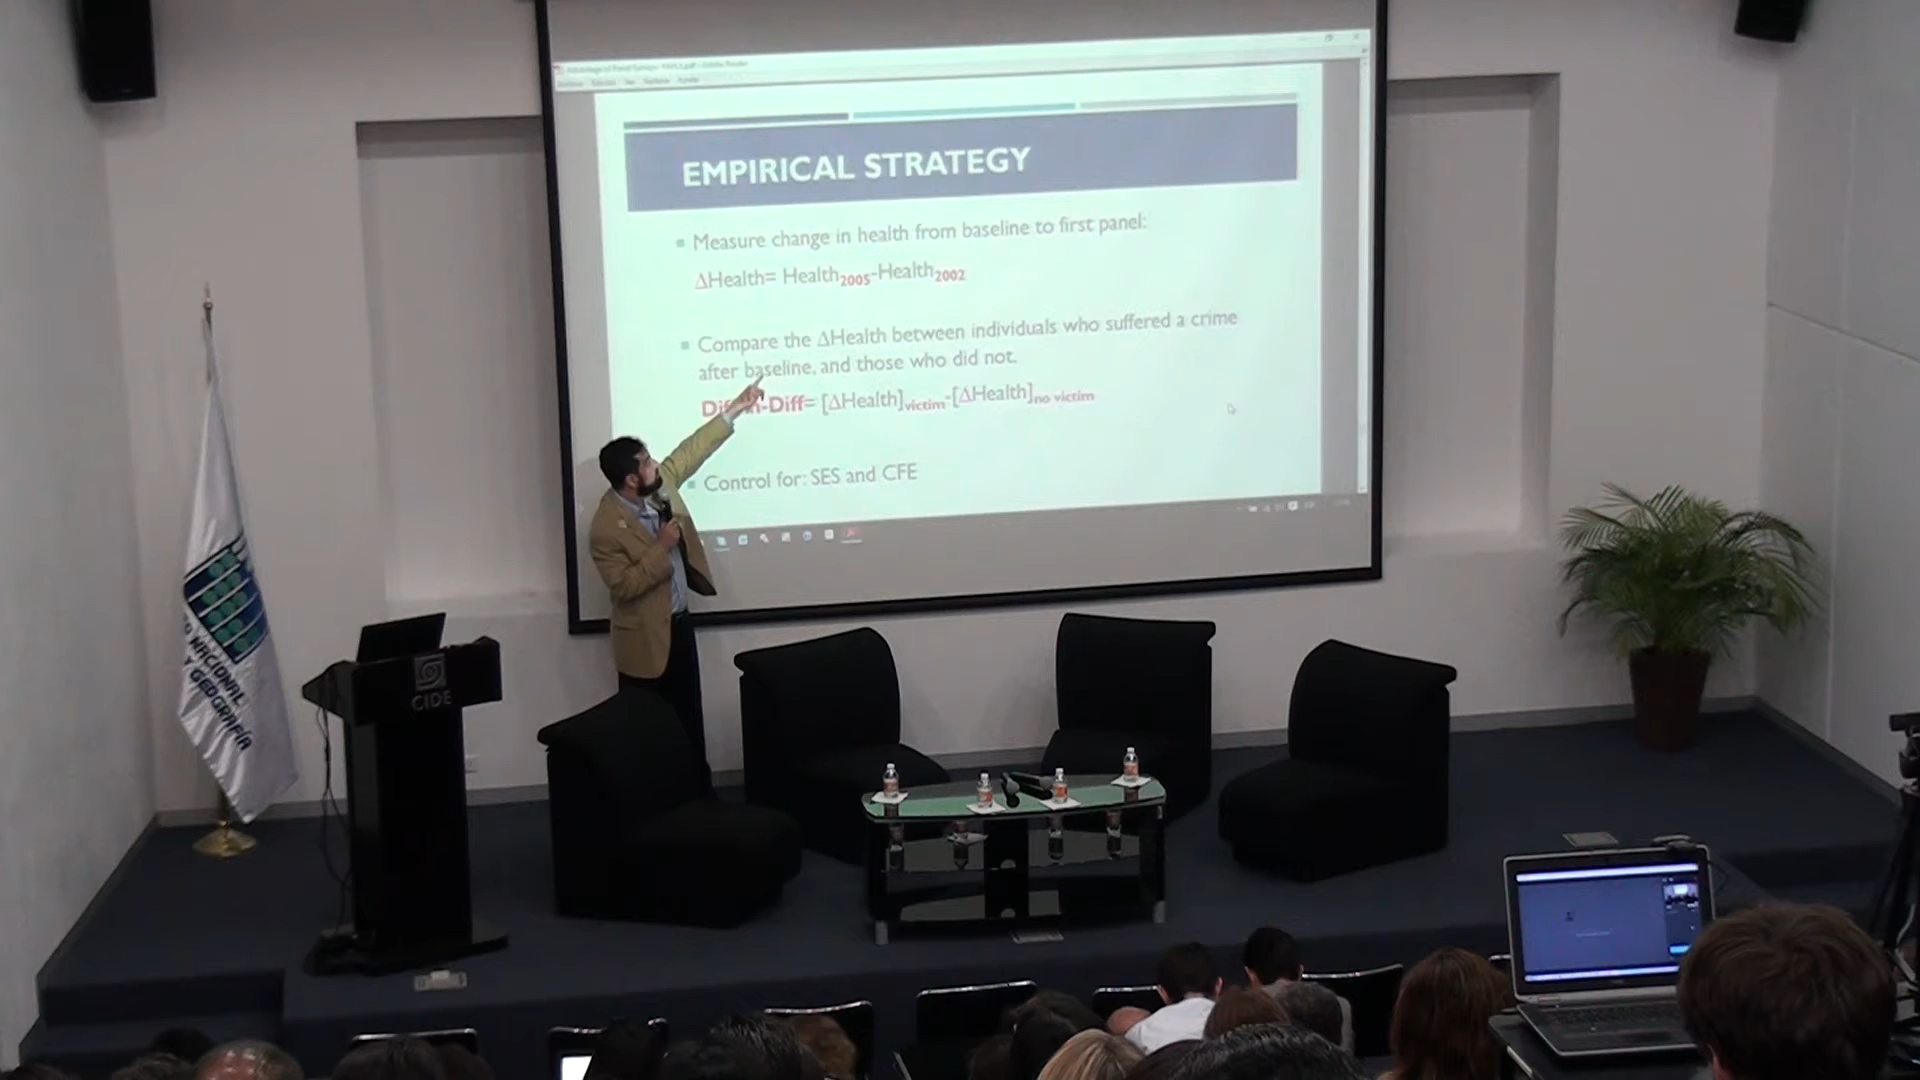 EMPIRICAL STRATEGY
Measure change in health from baseline to first panel:
ΔHealth= Health2005-Health2002
Compare the ΔHealth between individuals who suffered a crime
after baseline, and those who did not.
-Diff= [ΔHealth]victim-[ΔHealth]no victim
Control for: SES and CFE
CIDE
NACIONAL
Y GEOGRAFÍA